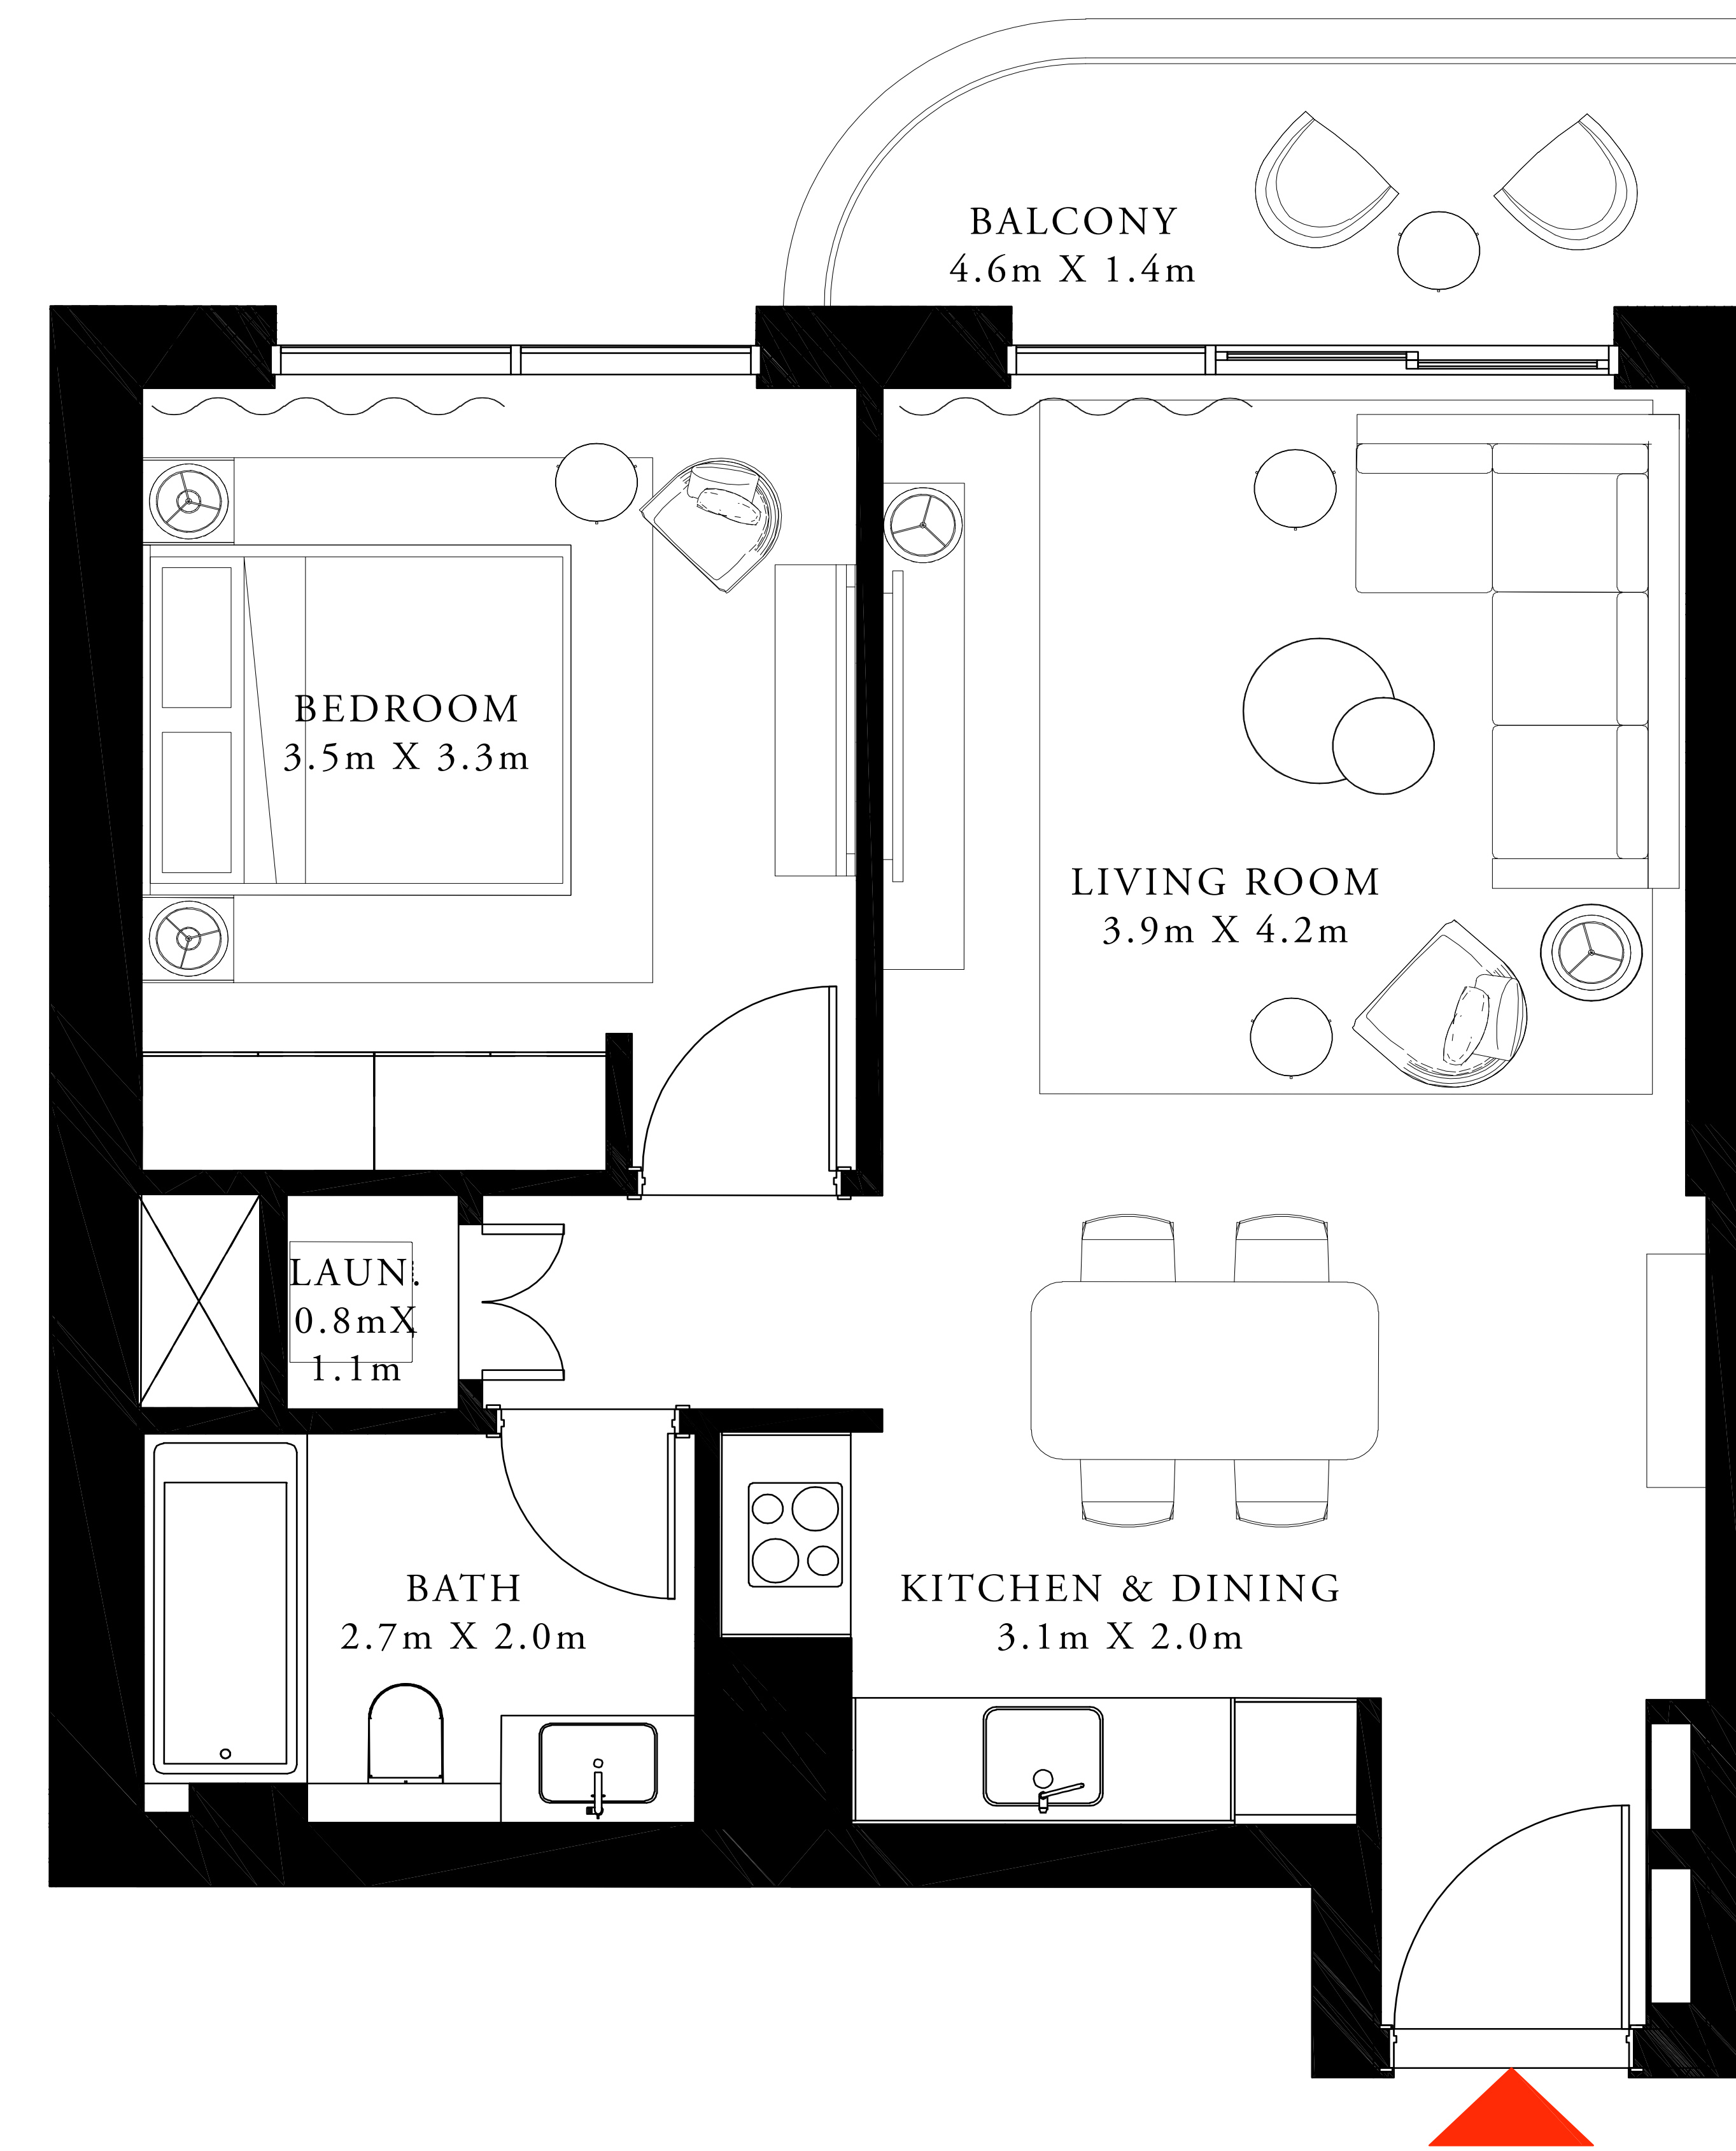 BALCONY
4.6m X 1.4m
BEDROOM
3.5m X 3.3m
LIVING ROOM
3.9m X 4.2m
LAUN.
0.8mX
1.1m
BATH
2.7m X 2.0m
KITCHEN & DINING
3.1m X 2.0m